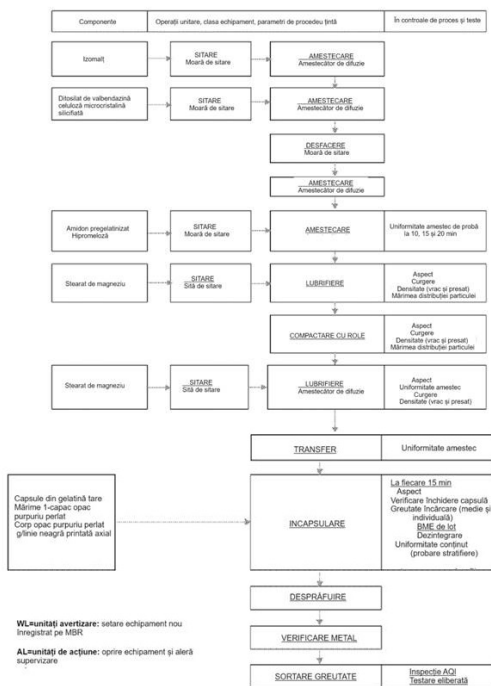 Componente
Operații unitare, clasa echipament, parametri de procedeu țintă
În controale de proces și teste
Izomalț
SITARE
Moară de sitare
AMESTECARE
Amestecător de difuzie
Ditosilat de valbendazină
celuloză microcristalină
silicifiată
SITARE
Moară de sitare
AMESTECARE
Amestecător de difuzie
DESFACERE
Moară de sitare
AMESTECARE
Amestecător de difuzie
Amidon pregelatinizat
Hipromeloză
SITARE
Moară de sitare
AMESTECARE
Uniformitate amestec de probă
la 10, 15 și 20 min
Stearat de magneziu
SITARE
Sită de sitare
LUBRIFIERE
Aspect
Curgere
Densitate (vrac și presat)
Mărimea distribuției particulei
COMPACTARE CU ROLE
Aspect
Curgere
Densitate (vrac și presat)
Mărimea distribuției particulei
Stearat de magneziu
SITARE
Sită de sitare
LUBRIFIERE
Amestecător de difuzie
Aspect
Uniformitate amestec
Curgere
Densitate (vrac și presat)
TRANSFER
Uniformitate amestec
Capsule din gelatină tare
Mărime 1-capac opac
purpuriu perlat
Corp opac purpuriu perlat
g/linie neagră printată axial
INCAPSULARE
La fiecare 15 min
Aspect
Verificare închidere capsulă
Greutate încărcare (medie și
individuală)
BME de lot
Dezintegrare
Uniformitate conținut
(probare stratifiere)
DESPRĂFUIRE
WL=unități avertizare: setare echipament nou
Inregistrat pe MBR
VERIFICARE METAL
AL=unități de acțiune: oprire echipament și aleră
supervizare
SORTARE GREUTATE
Inspecție AQI
Testare eliberată